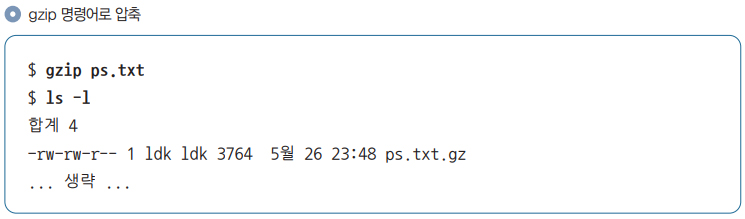 gzip 명령어로 압축
$ gzip ps.txt
$ ls -l
합계 4
-rw-rw-r-- 1 ldk ldk 3764  5월 26 23:48 ps.txt.gz
... 생략 ...